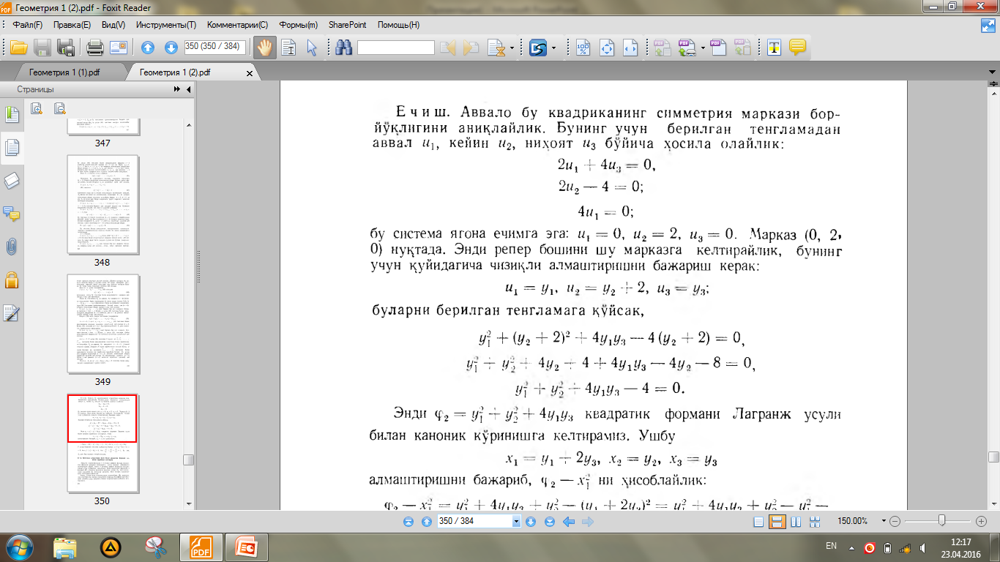 Геометрия 1 (2).pdf - Foxit Reader
Файл(F) Правка(E) Вид(V) Инструменты(T) Комментарии(C) Формы(m) SharePoint Помощь(H)
350 (350 / 384)
Геометрия 1 (1).pdf
Геометрия 1 (2).pdf
Страницы
347
348
349
350
Ечиш. Аввало бу квадриканинг симметрия маркази бор-
йўқлигини аниқлайлик. Бунинг учун берилган тенгламадан
аввал u₁, кейин u₂, ниҳоят u₃ бўйича ҳосила олайлик:
2u₁ + 4u₃ = 0,
2u₂ — 4 = 0;
4u₁ = 0;
бу система ягона ечимга эга: u₁ = 0, u₂ = 2, u₃ = 0. Марказ (0, 2,
0) нуқтада. Энди репер бошини шу марказга келтирайлик, бунинг
учун қуйидагича чизиқли алмаштиришни бажариш керак:
u₁ = y₁, u₂ = y₂ + 2, u₃ = y₃;
буларни берилган тенгламага қўйсак,
y₁² + (y₂ + 2)² + 4y₁y₃ — 4 (y₂ + 2) = 0,
y₁² + y₂² + 4y₂ + 4 + 4y₁y₃ — 4y₂ — 8 = 0,
y₁² + y₂² + 4y₁y₃ — 4 = 0.
Энди φ₂ = y₁² + y₂² + 4y₁y₃ квадратик формани Лагранж усули
билан каноник кўринишга келтирамиз. Ушбу
x₁ = y₁ + 2y₃, x₂ = y₂, x₃ = y₃
алмаштиришни бажариб, φ₂ — x₁² ни ҳисоблайлик:
350 / 384
150.00%
EN
12:17
23.04.2016